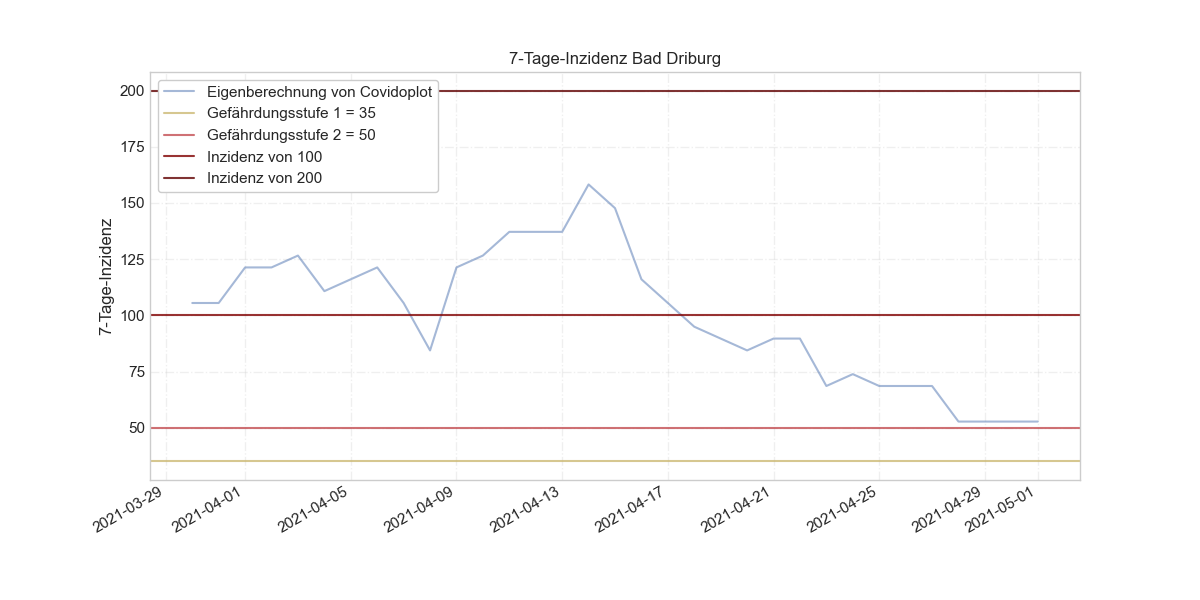 7-Tage-Inzidenz Bad Driburg
Eigenberechnung von Covidoplot
Gefährdungsstufe 1 = 35
Gefährdungsstufe 2 = 50
Inzidenz von 100
Inzidenz von 200
7-Tage-Inzidenz
200
175
150
125
100
75
50
2021-03-29
2021-04-01
2021-04-05
2021-04-09
2021-04-13
2021-04-17
2021-04-21
2021-04-25
2021-04-29
2021-05-01